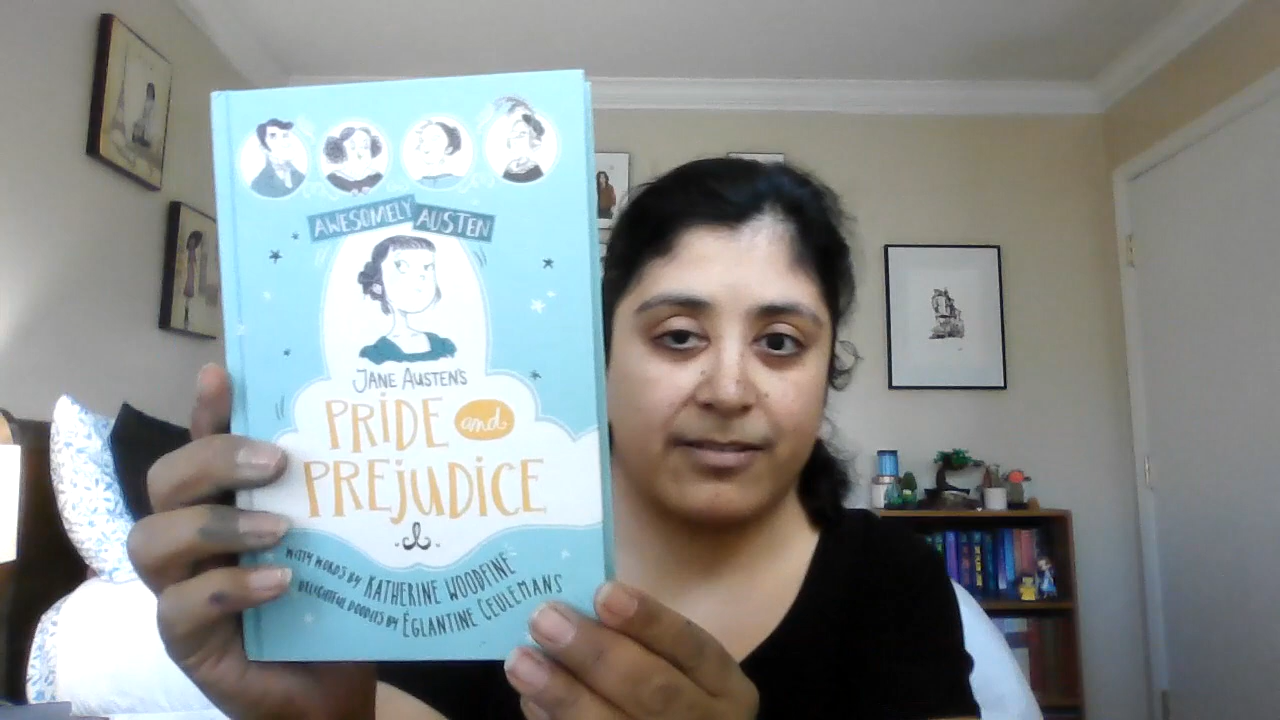 AWESOMELY AUSTEN
JANE AUSTEN'S
PRIDE and
PREJUDICE
WITTY WORDS BY KATHERINE WOODFINE
DELIGHTFUL DOODLES BY ÉGLANTINE CEULEMANS